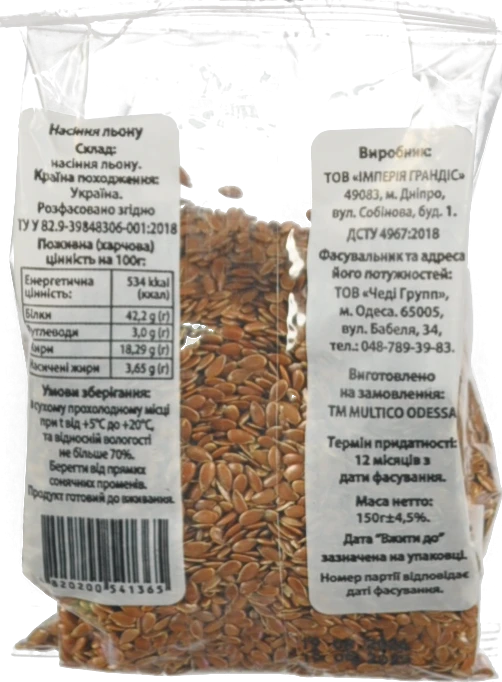 Насіння льону
Склад:
насіння льону.
Країна походження:
Україна.
Розфасовано згідно
ТУ У 82.9-39848306-001:2018
Поживна (харчова)
цінність на 100г:
Енергетична цінність: 534 kkal (ккал)
Білки 42,2 g (г)
углеводи 3,0 g (г)
жири 18,29 g (г)
Насичені жири 3,65 g (г)
Умови зберігання:
в сухому прохолодному місці
при t від +5°C до +20°C,
та відносній вологості
не більше 70%.
Берегти від прямих
сонячних променів.
Продукт готовий до вживання.
820200 541365
Виробник:
ТОВ «ІМПЕРІЯ ГРАНДІС»
49083, м. Дніпро,
вул. Собінова, буд. 1.
ДСТУ 4967:2018
Фасувальник та адреса
його потужностей:
ТОВ «Чеді Групп»,
м. Одеса. 65005,
вул. Бабеля, 34,
тел.: 048-789-39-83.
Виготовлено
на замовлення:
TM MULTICO ODESSA
Термін придатності:
12 місяців з
дати фасування.
Маса нетто:
150г±4,5%.
Дата "Вжити до"
зазначена на упаковці.
Номер партії відповідає
даті фасування.